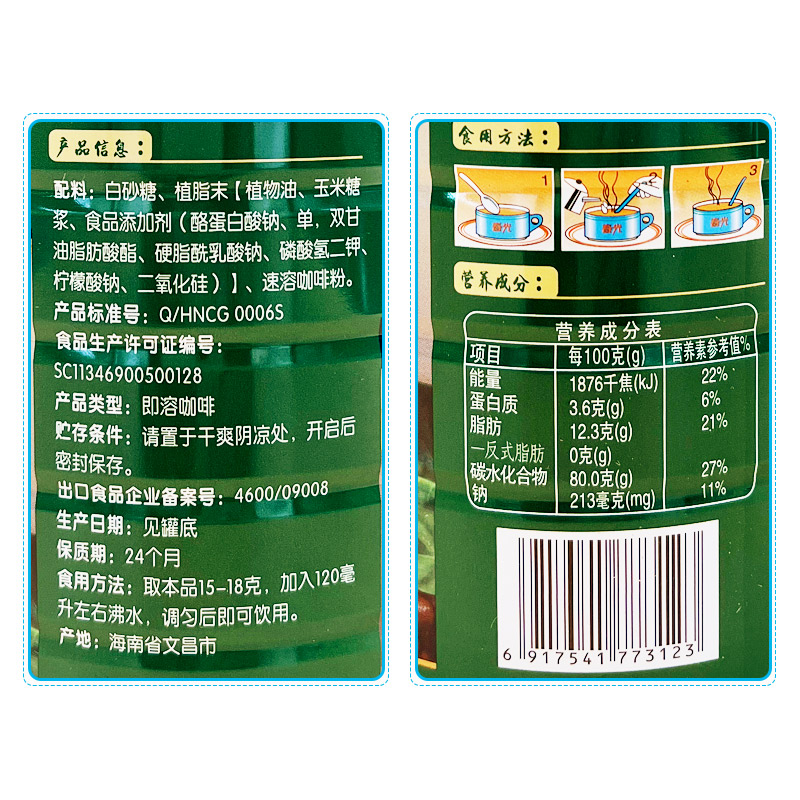 产品信息：
配料：白砂糖、植脂末【植物油、玉米糖
浆、食品添加剂（酪蛋白酸钠、单，双甘
油脂肪酸酯、硬脂酰乳酸钠、磷酸氢二钾、
柠檬酸钠、二氧化硅）】、速溶咖啡粉。
产品标准号：Q/HNCG 0006S
食品生产许可证编号：
SC11346900500128
产品类型：即溶咖啡
贮存条件：请置于干爽阴凉处，开启后
密封保存。
出口食品企业备案号：4600/09008
生产日期：见罐底
保质期：24个月
食用方法：取本品15-18克，加入120毫
升左右沸水，调匀后即可饮用。
产地：海南省文昌市
食用方法：
1 2 3
营养成分：
营养成分表
项目 每100克(g) 营养素参考值%
能量 1876千焦(kJ) 22%
蛋白质 3.6克(g) 6%
脂肪 12.3克(g) 21%
—反式脂肪 0克(g)
碳水化合物 80.0克(g) 27%
钠 213毫克(mg) 11%
6 917541 773123